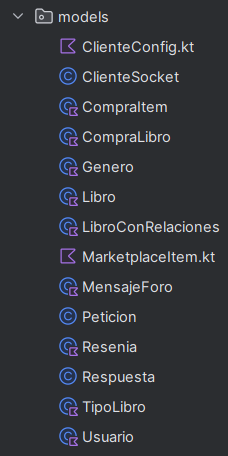 models
ClienteConfig.kt
ClienteSocket
CompraItem
CompraLibro
Genero
Libro
LibroConRelaciones
MarketplaceItem.kt
MensajeForo
Peticion
Resenia
Respuesta
TipoLibro
Usuario